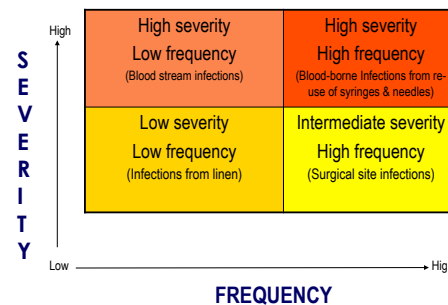 High
S
E
V
E
R
I
T
Y
High severity
Low frequency
(Blood stream infections)
High severity
High frequency
(Blood-borne Infections from re-
use of syringes & needles)
Low severity
Low frequency
(Infections from linen)
Intermediate severity
High frequency
(Surgical site infections)
Low
Hig
FREQUENCY